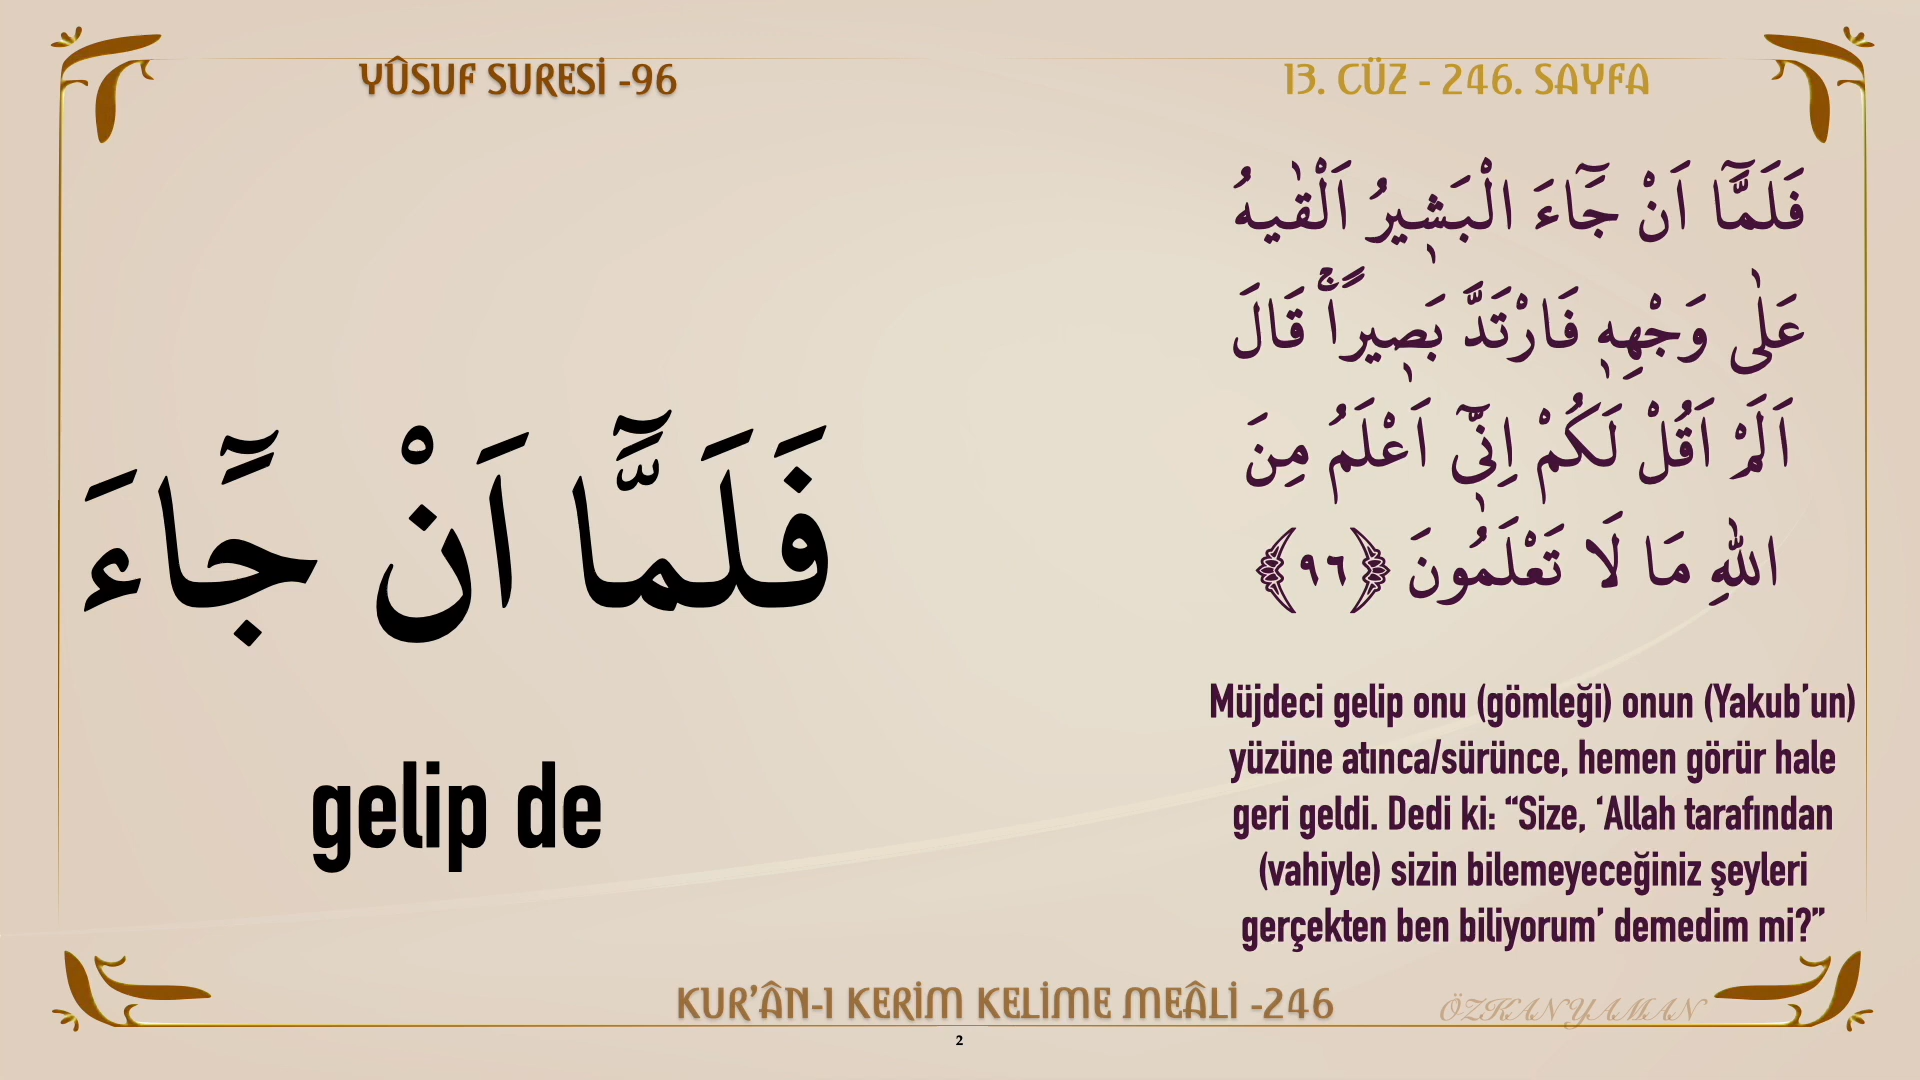 YÛSUF SURESİ -96
13. CÜZ - 246. SAYFA
فَلَمَّٓا اَنْ جَٓاءَ
gelip de
فَلَمَّٓا اَنْ جَٓاءَ الْبَشٖيرُ اَلْقٰيهُ
عَلٰى وَجْهِهٖ فَارْتَدَّ بَصٖيراًۚ قَالَ
اَلَمْ اَقُلْ لَكُمْ اِنّٖٓى اَعْلَمُ مِنَ
اللّٰهِ مَا لَا تَعْلَمُونَ ﴿٩٦﴾
Müjdeci gelip onu (gömleği) onun (Yakub’un)
yüzüne atınca/sürünce, hemen görür hale
geri geldi. Dedi ki: “Size, ‘Allah tarafından
(vahiyle) sizin bilemeyeceğiniz şeyleri
gerçekten ben biliyorum’ demedim mi?”
KUR’ÂN-I KERİM KELİME MEÂLİ -246
ÖZKAN YAMAN
2